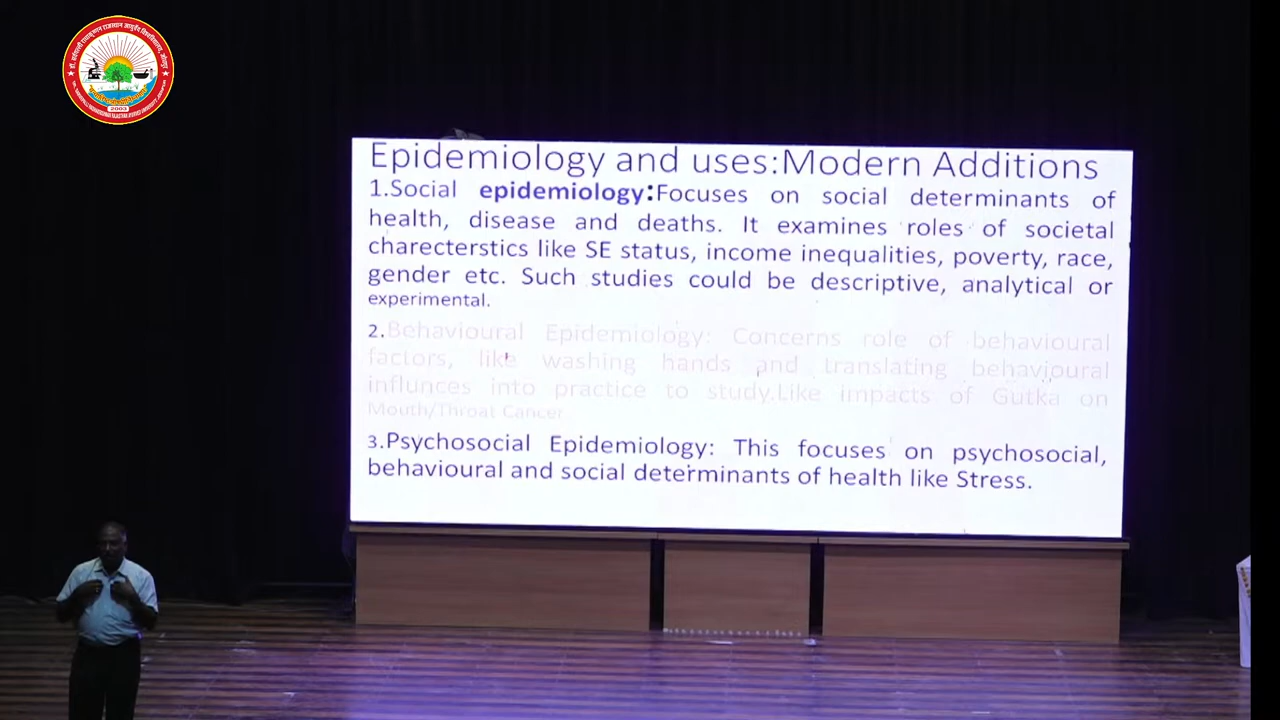 Epidemiology and uses:Modern Additions
1.Social epidemiology:Focuses on social determinants of
health, disease and deaths. It examines roles of societal
charecterstics like SE status, income inequalities, poverty, race,
gender etc. Such studies could be descriptive, analytical or
experimental.
2.Behavioural Epidemiology: Concerns role of behavioural
factors, like washing hands and translating behavioural
influnces into practice to study.Like impacts of Gutka on
Mouth/Throat Cancer.
3.Psychosocial Epidemiology: This focuses on psychosocial,
behavioural and social determinants of health like Stress.
2003